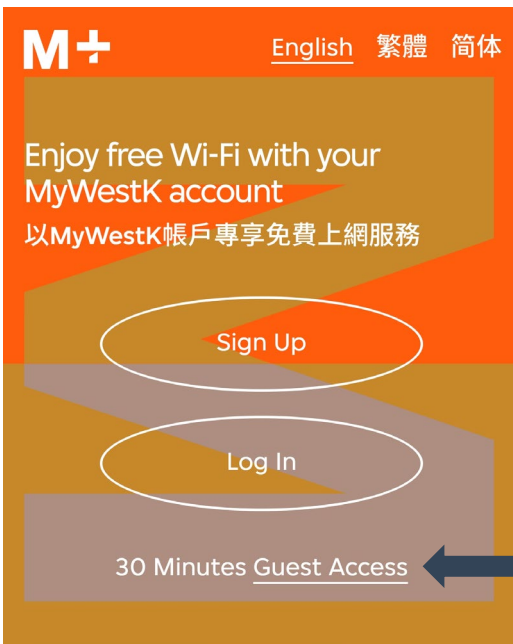 M+
English 繁體 简体
Enjoy free Wi-Fi with your
MyWestK account
以MyWestK帳戶專享免費上網服務
Sign Up
Log In
30 Minutes Guest Access